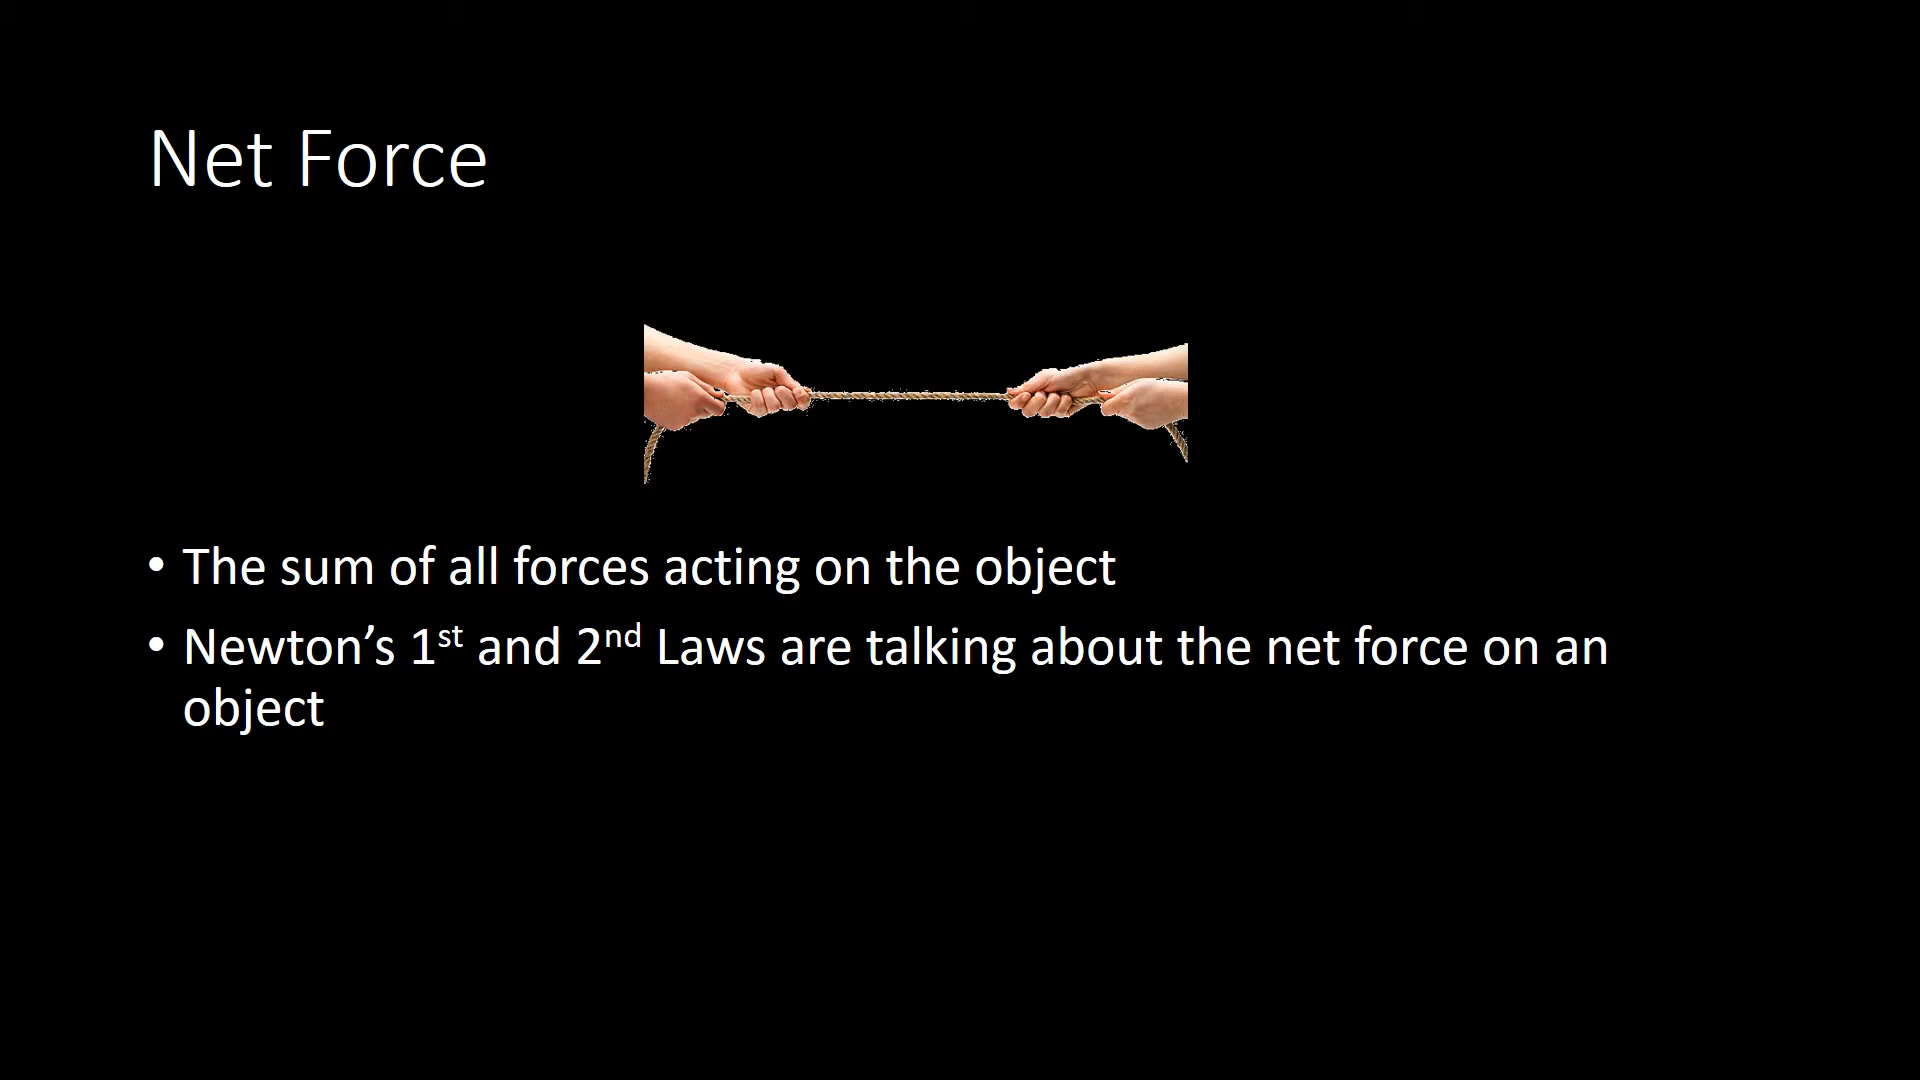 Net Force
• The sum of all forces acting on the object
• Newton’s 1st and 2nd Laws are talking about the net force on an
object